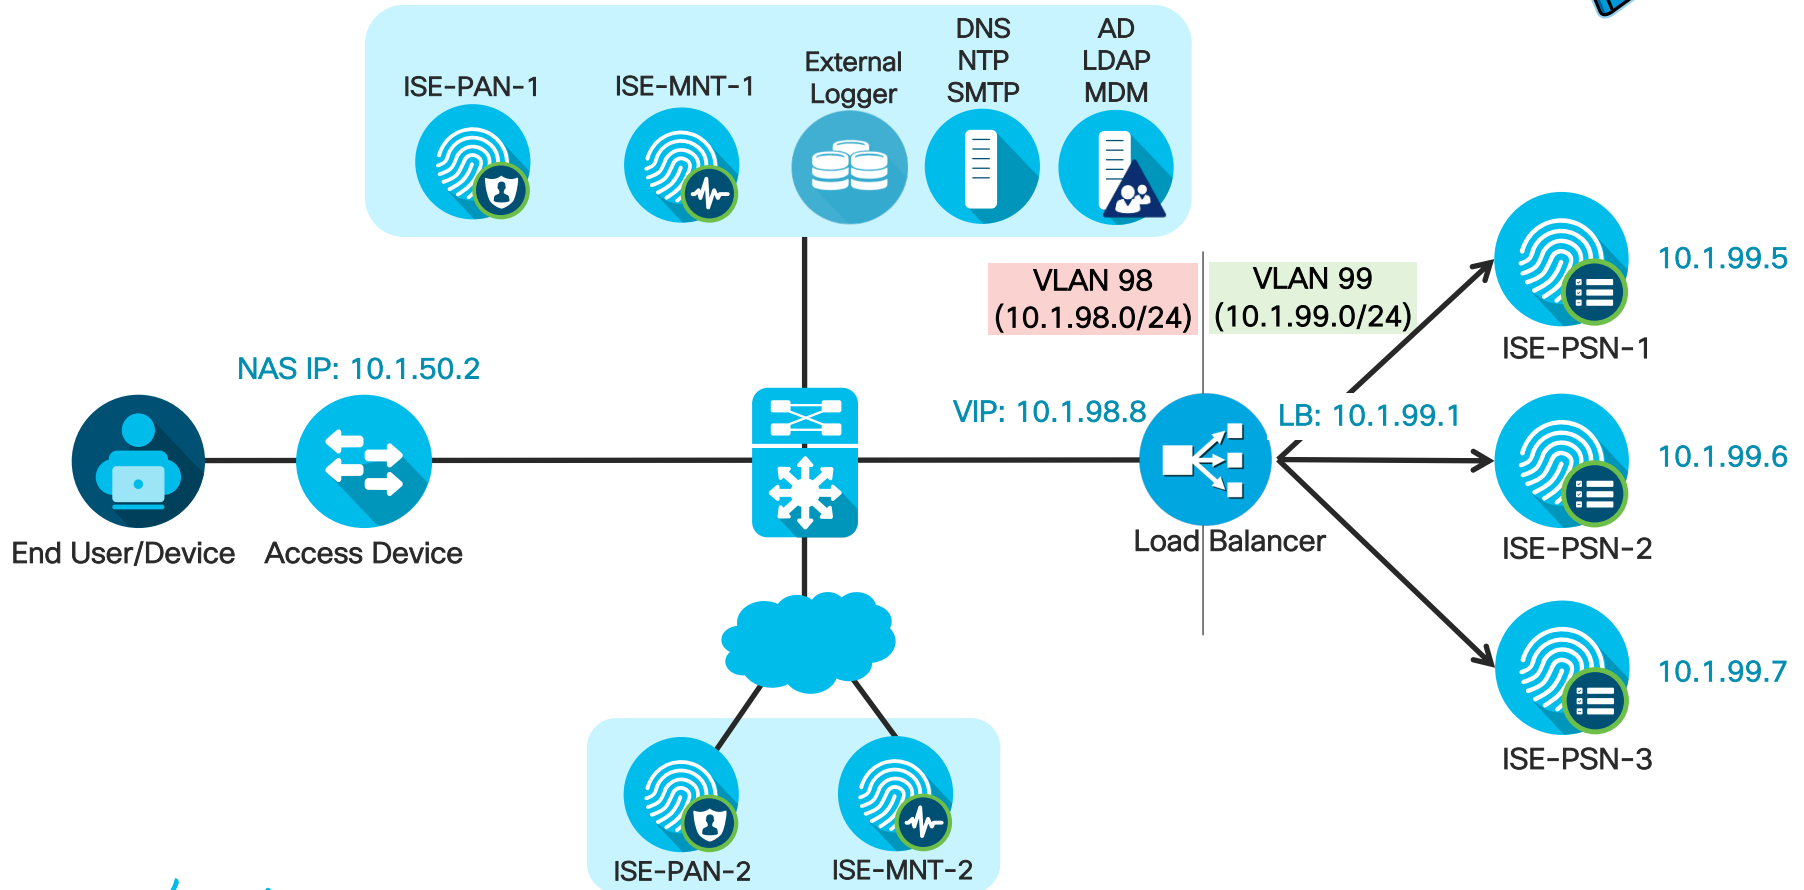 ISE-PAN-1
ISE-MNT-1
External
Logger
DNS
NTP
SMTP
AD
LDAP
MDM
VLAN 98
(10.1.98.0/24)
VLAN 99
(10.1.99.0/24)
10.1.99.5
ISE-PSN-1
NAS IP: 10.1.50.2
VIP: 10.1.98.8
LB: 10.1.99.1
10.1.99.6
End User/Device
Access Device
Load Balancer
ISE-PSN-2
10.1.99.7
ISE-PSN-3
ISE-PAN-2
ISE-MNT-2